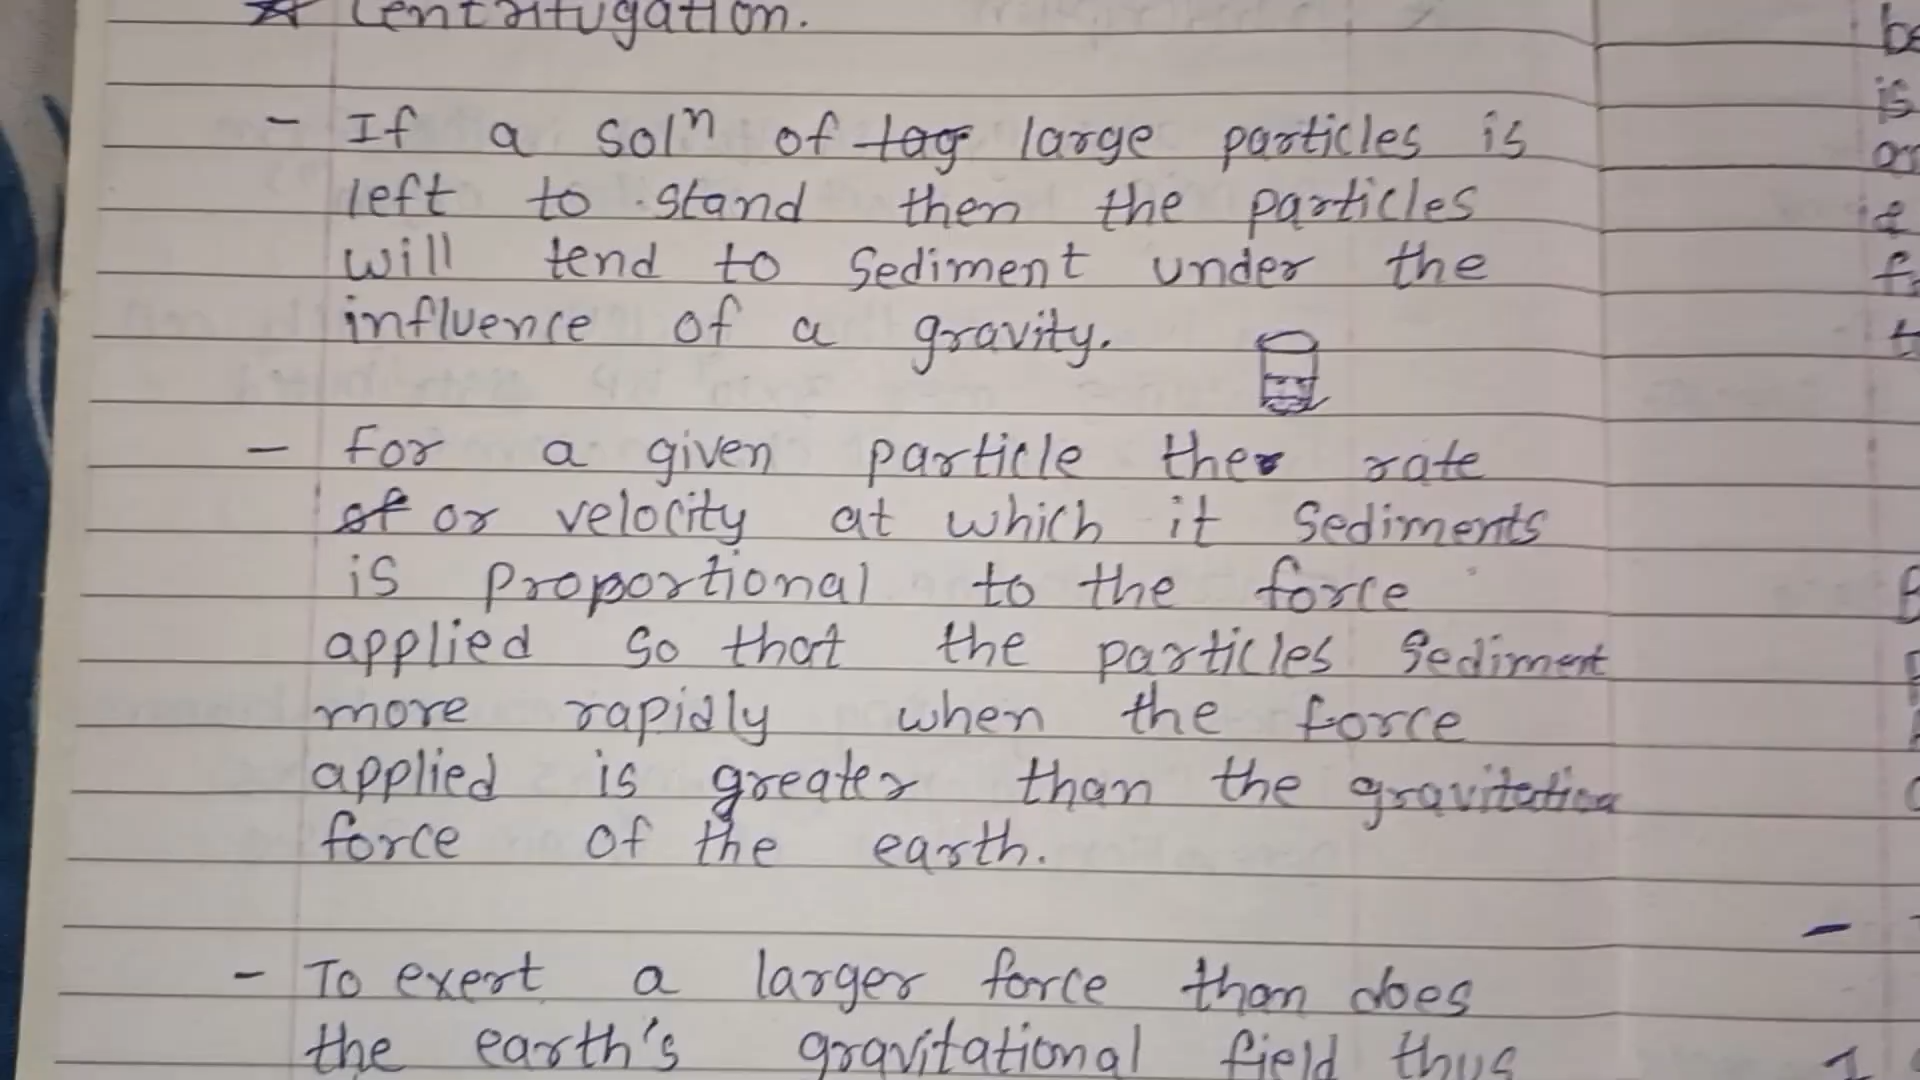 ☆ Centrifugation.
- If a solⁿ of large particles is
left to stand then the particles
will tend to sediment under the
influence of a gravity.
- for a given particle the rate
or velocity at which it sediments
is proportional to the force
applied so that the particles sediment
more rapidly when the force
applied is greater than the gravitation
force of the earth.
- To exert a larger force than does
the earth's gravitational field thus